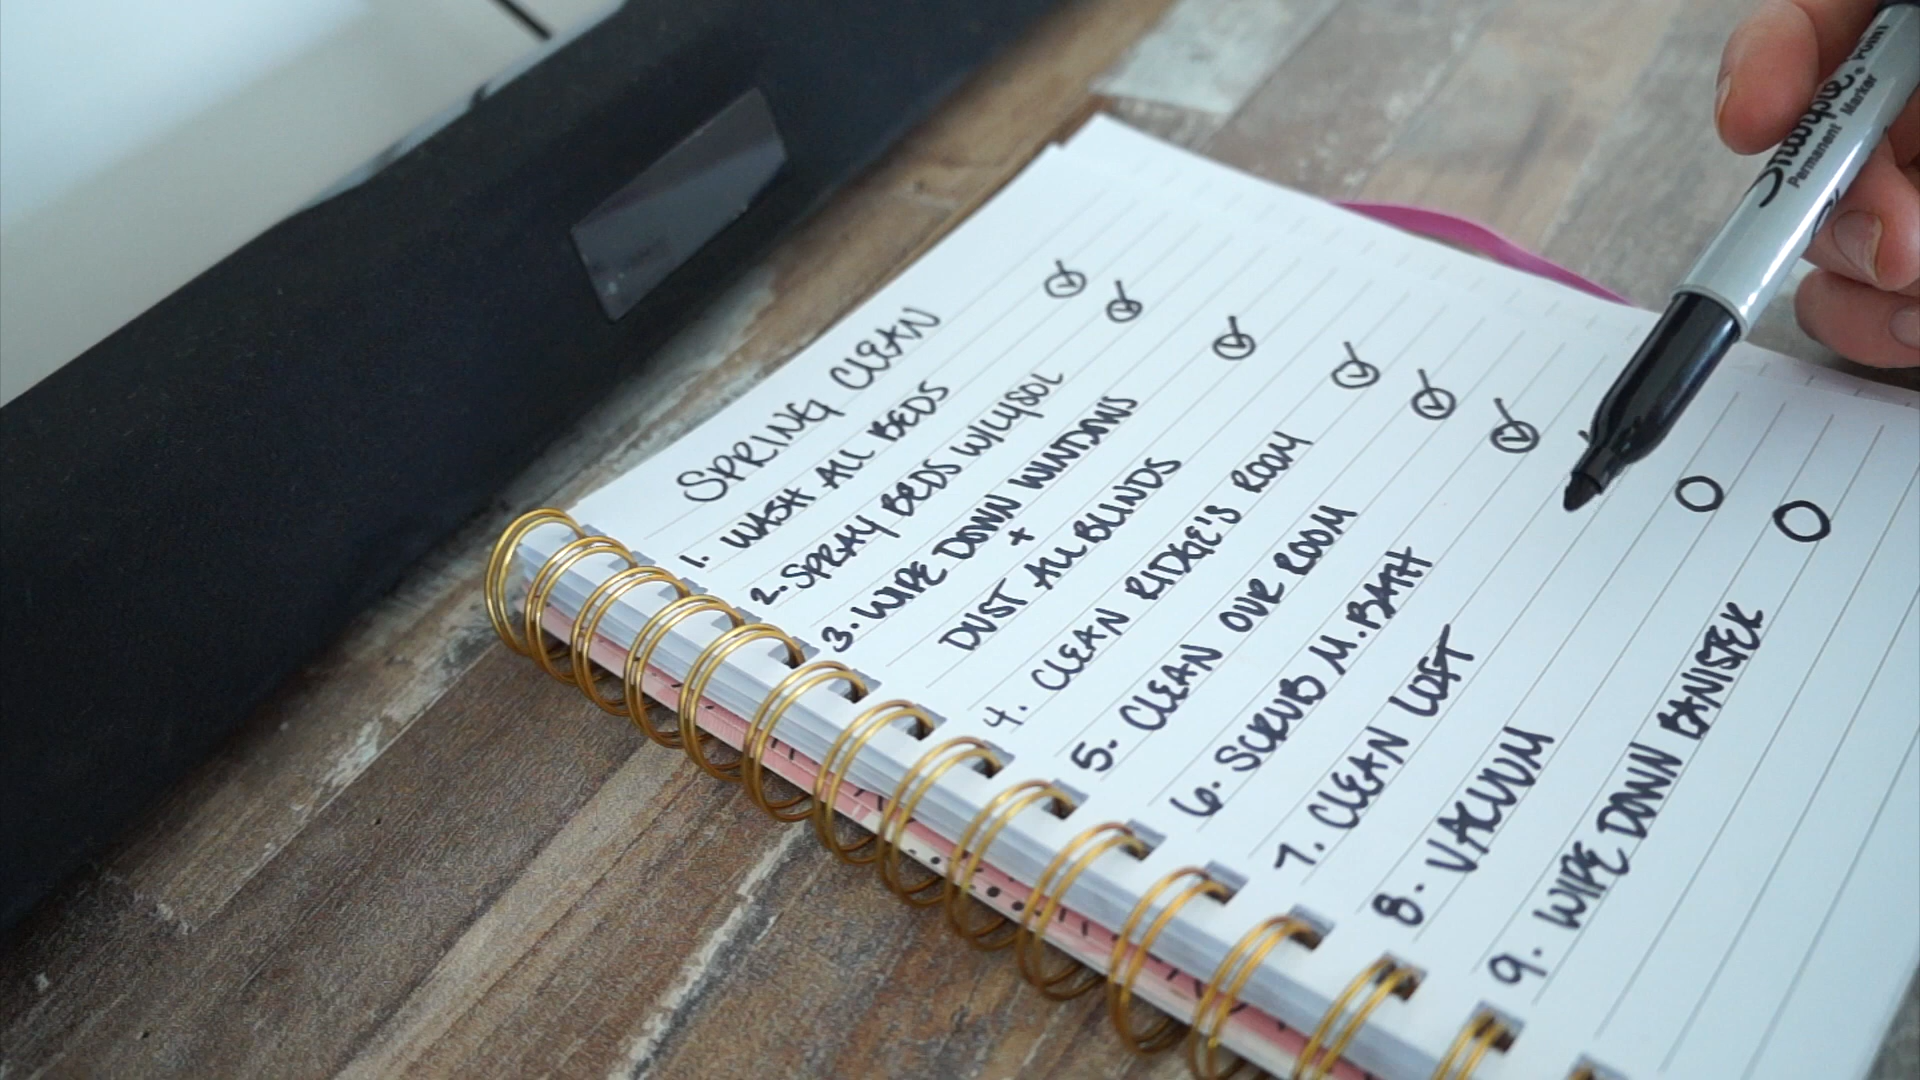 SPRING CLEAN
1. WASH ALL BEDS
2. SPRAY BEDS W/LYSOL
3. WIPE DOWN WINDOWS
+
DUST ALL BLINDS
4. CLEAN RIDGE'S ROOM
5. CLEAN OUR ROOM
6. SCRUB M. BATH
7. CLEAN LOFT
8. VACUUM
9. WIPE DOWN BANISTER
Sharpie.
Permanent Marker